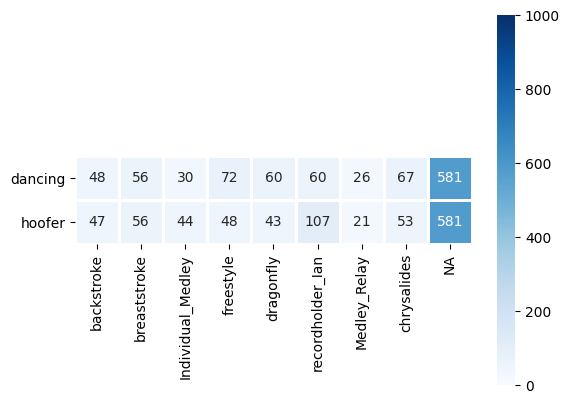 1000
800
600
400
200
0
dancing 48 56 30 72 60 60 26 67 581
hoofer 47 56 44 48 43 107 21 53 581
backstroke
breaststroke
Individual_Medley
freestyle
dragonfly
recordholder_Ian
Medley_Relay
chrysalides
NA